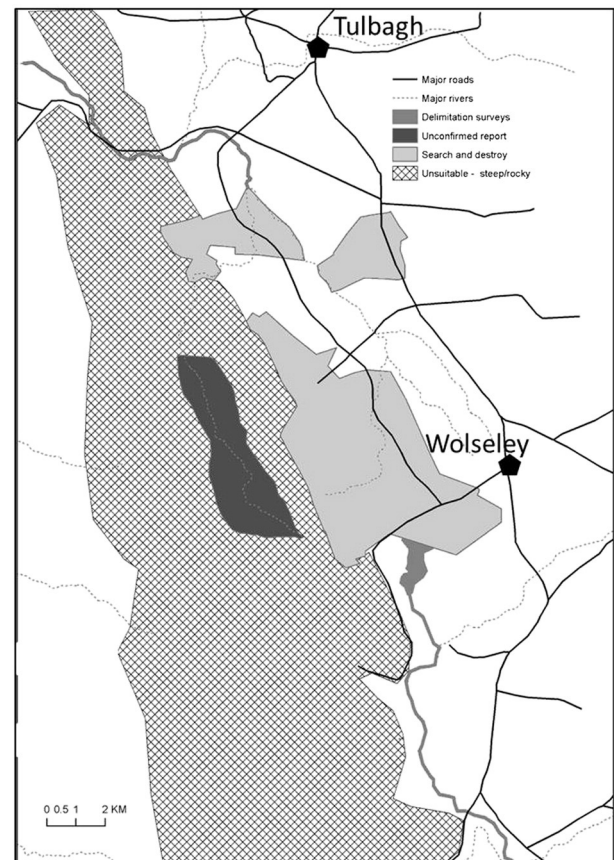 Tulbagh
Major roads
Major rivers
Delimitation surveys
Unconfirmed report
Search and destroy
Unsuitable - steep/rocky
Wolseley
0 0.5 1 2 KM